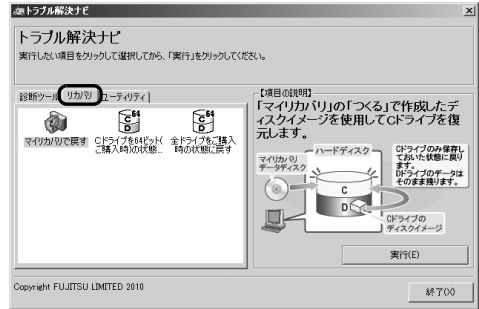 トラブル解決ナビ
トラブル解決ナビ
実行したい項目をクリックして選択してから、「実行」をクリックしてください。
診断ツール
リカバリ
ユーティリティ
マイリカバリで戻す
Cドライブを64ビット(
ご購入時)の状態...
全ドライブをご購入
時の状態に戻す
【項目の説明】
「マイリカバリ」の「つくる」で作成したデ
ィスクイメージを使用してCドライブを復
元します。
マイリカバリ
データディスク
ハードディスク
C
D
Cドライブのみ保存し
ておいた状態に戻り
ます。
Dドライブのデータは
そのまま残ります。
Cドライブの
ディスクイメージ
実行(E)
Copyright FUJITSU LIMITED 2010
終了(X)